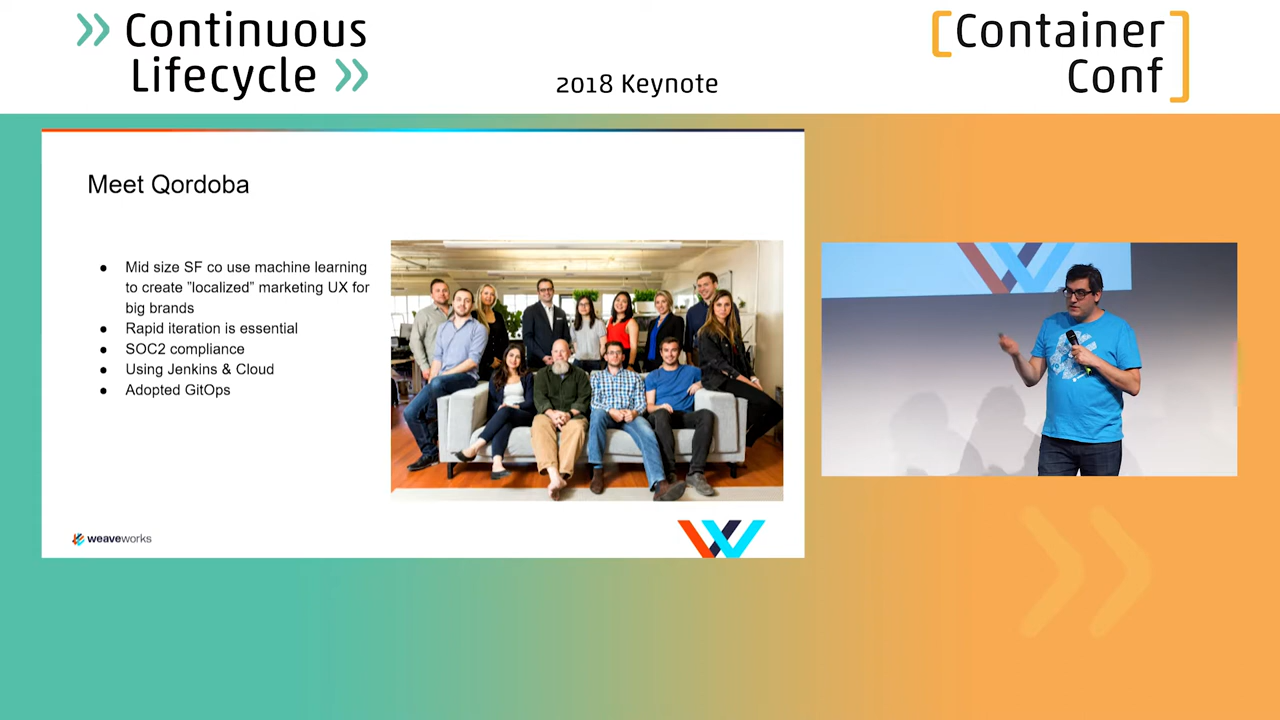 Continuous
Lifecycle
2018 Keynote
Container
Conf
Meet Qordoba
● Mid size SF co use machine learning
to create ”localized” marketing UX for
big brands
● Rapid iteration is essential
● SOC2 compliance
● Using Jenkins & Cloud
● Adopted GitOps
weaveworks